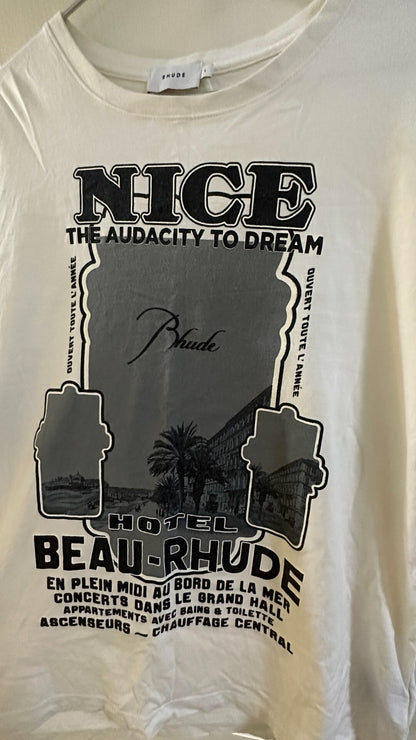 RHUDE
NICE
THE AUDACITY TO DREAM
OUVERT TOUTE L'ANNÉE
OUVERT TOUTE L'ANNÉE
Rhude
HOTEL
BEAU-RHUDE
EN PLEIN MIDI AU BORD DE LA MER
CONCERTS DANS LE GRAND HALL
APPARTEMENTS AVEC BAINS & TOILETTE
ASCENSEURS ~ CHAUFFAGE CENTRAL